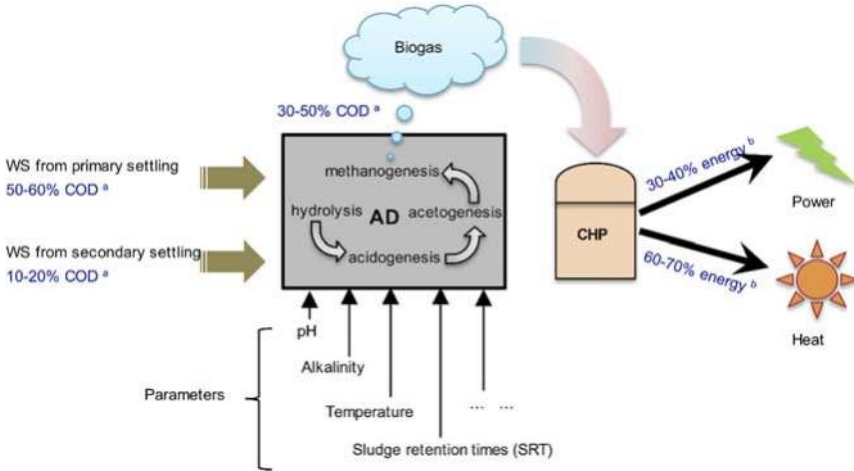 Biogas
30-50% COD ᵃ
WS from primary settling
50-60% COD ᵃ
methanogenesis
hydrolysis
AD
acetogenesis
acidogenesis
WS from secondary settling
10-20% COD ᵃ
CHP
30-40% energy ᵇ
Power
60-70% energy ᵇ
Heat
pH
Alkalinity
Parameters
Temperature
... ...
Sludge retention times (SRT)